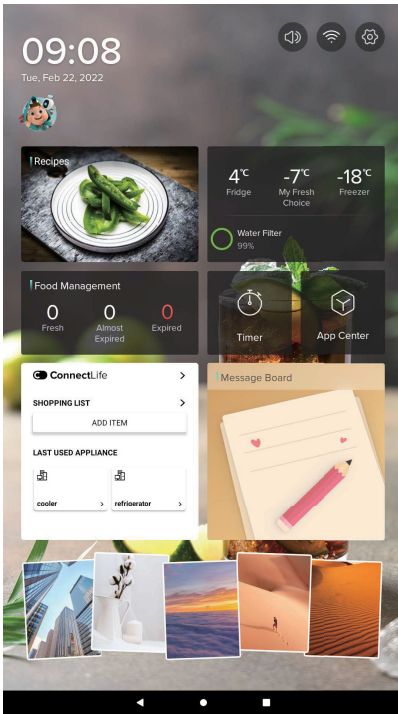 09:08
Tue, Feb 22, 2022
Recipes
4°C
-7°C
-18°C
Fridge
My Fresh
Choice
Freezer
Water Filter
99%
Food Management
0
0
0
Fresh
Almost
Expired
Expired
Timer
App Center
ConnectLife
SHOPPING LIST
ADD ITEM
LAST USED APPLIANCE
cooler
refrioerator
Message Board